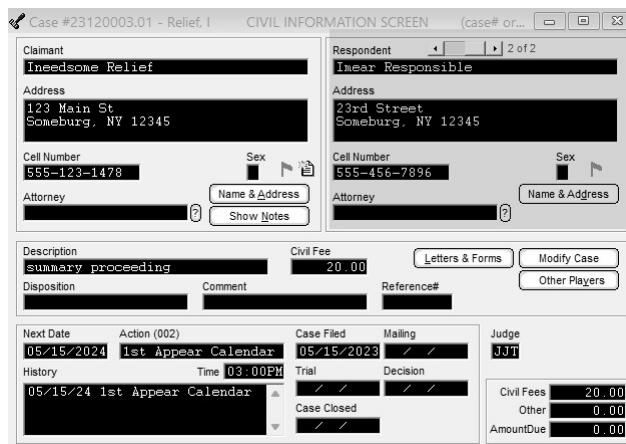 Case #23120003.01 - Relief, I CIVIL INFORMATION SCREEN (case# or...
Claimant
Ineedsome Relief
Address
123 Main St
Someburg, NY 12345
Cell Number
Sex
555-123-1478
Attorney
?
Name & Address
Show Notes
Respondent
2 of 2
Imear Responsible
Address
23rd Street
Someburg, NY 12345
Cell Number
Sex
555-456-7896
Attorney
?
Name & Address
Description
Civil Fee
summary proceeding
20.00
Letters & Forms
Modify Case
Other Players
Disposition
Comment
Reference#
Next Date
Action (002)
Case Filed
Mailing
05/15/2024
1st Appear Calendar
05/15/2023
/ /
History
Time
03:00PM
Trial
Decision
05/15/24 1st Appear Calendar
/ /
/ /
Case Closed
/ /
Judge
JJT
Civil Fees 20.00
Other 0.00
AmountDue 0.00